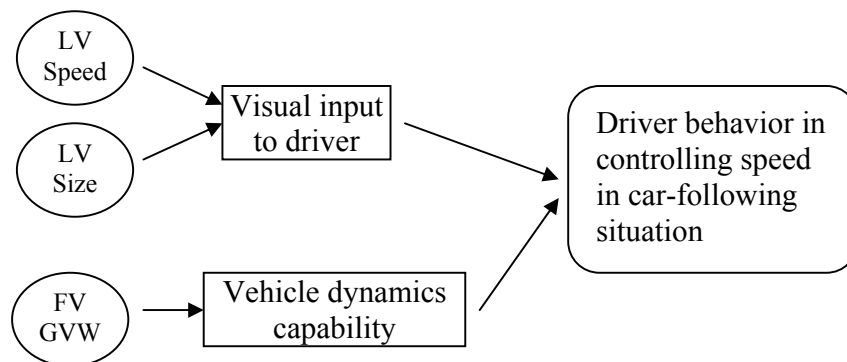 LV
Speed
LV
Size
Visual input
to driver
FV
GVW
Vehicle dynamics
capability
Driver behavior in
controlling speed
in car-following
situation